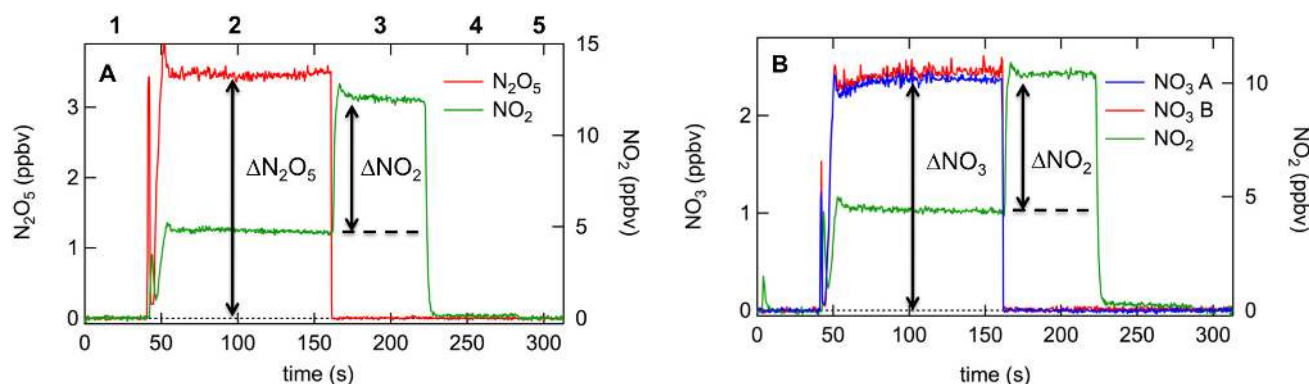 1 2 3 4 5
A
N₂O₅
NO₂
ΔN₂O₅
ΔNO₂
N₂O₅ (ppbv)
3
2
1
0
NO₂ (ppbv)
15
10
5
0
0 50 100 150 200 250 300
time (s)
B
NO₃ A
NO₃ B
NO₂
ΔNO₃
ΔNO₂
NO₃ (ppbv)
2
1
0
NO₂ (ppbv)
10
5
0
0 50 100 150 200 250 300
time (s)